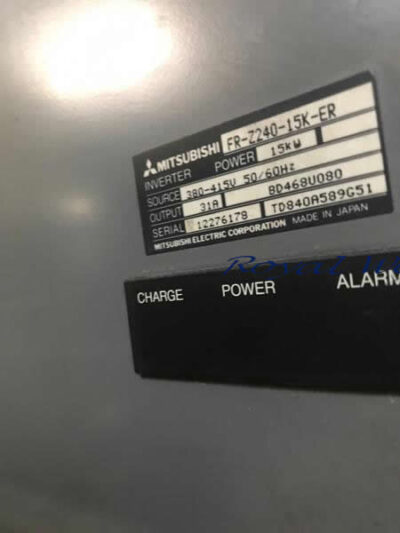 MITSUBISHI FR-Z240-15K-ER
INVERTER POWER 15kW
SOURCE 380-415V 50/60Hz
OUTPUT 31A BD468U080
SERIAL 12276178 TD840A589G51
MITSUBISHI ELECTRIC CORPORATION MADE IN JAPAN
CHARGE POWER ALARM